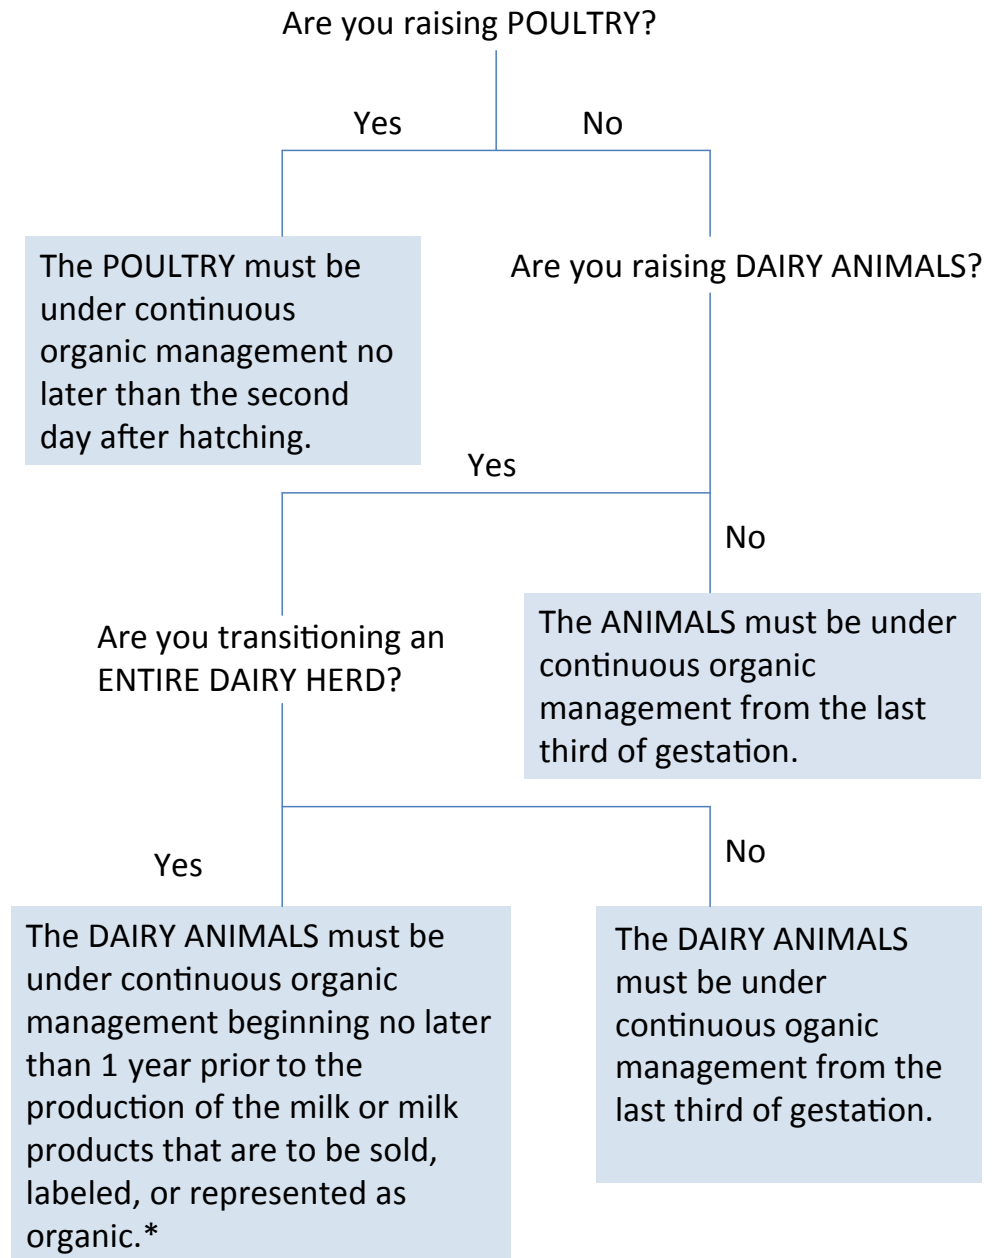 Are you raising POULTRY?
Yes
No
The POULTRY must be
under continuous
organic management no
later than the second
day after hatching.
Are you raising DAIRY ANIMALS?
Yes
No
Are you transitioning an
ENTIRE DAIRY HERD?
The ANIMALS must be under
continuous organic
management from the last
third of gestation.
Yes
No
The DAIRY ANIMALS must be
under continuous organic
management beginning no later
than 1 year prior to the
production of the milk or milk
products that are to be sold,
labeled, or represented as
organic.*
The DAIRY ANIMALS
must be under
continuous oganic
management from the
last third of gestation.